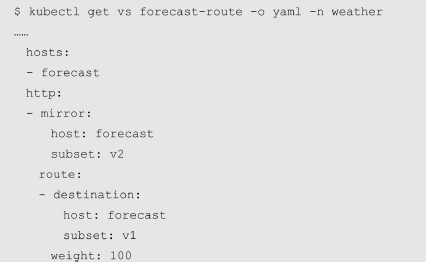 $ kubectl get vs forecast-route -o yaml -n weather
……
  hosts:
  - forecast
  http:
  - mirror:
      host: forecast
      subset: v2
    route:
    - destination:
        host: forecast
        subset: v1
      weight: 100